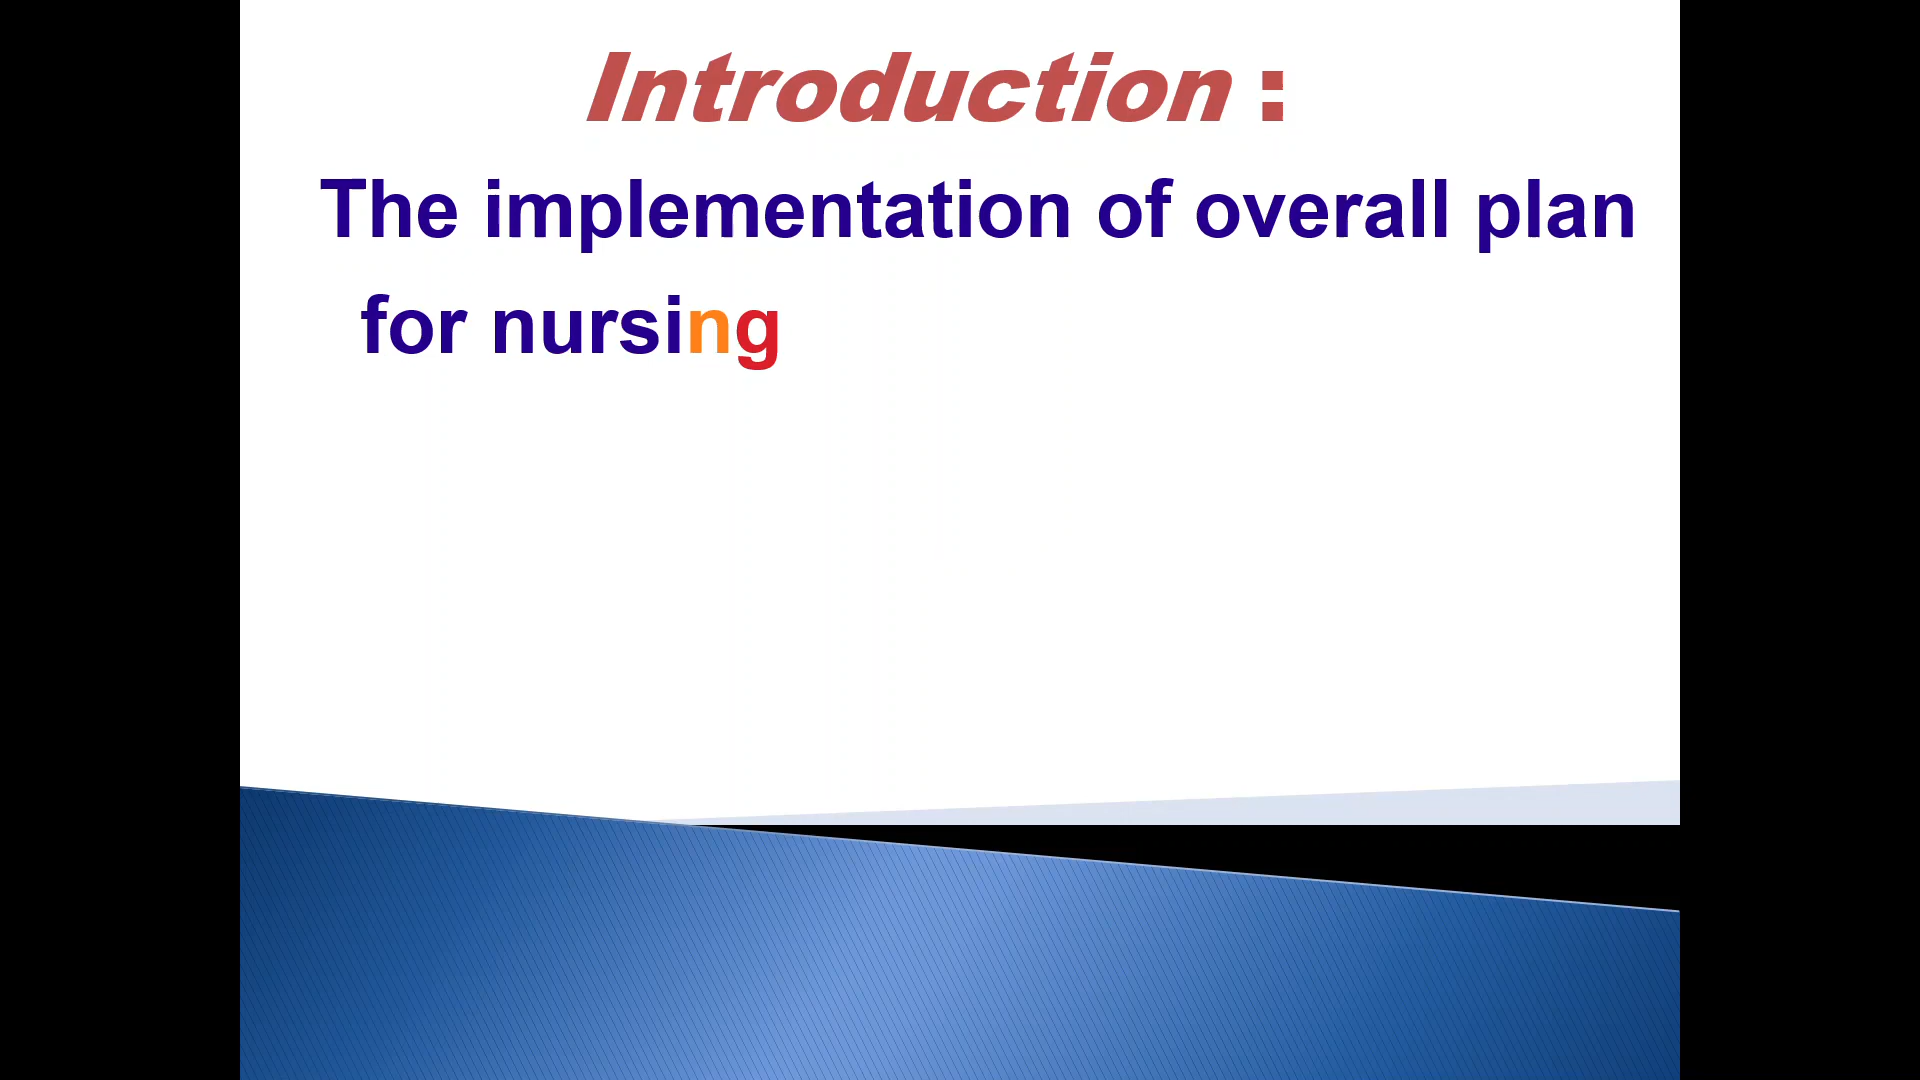 Introduction :
The implementation of overall plan
for nursing